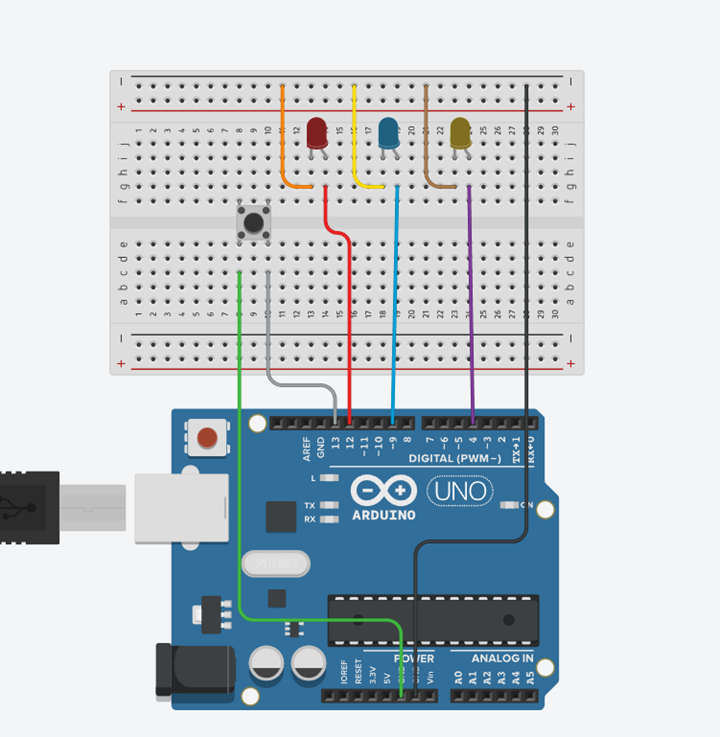 − −
+ +
1 2 3 4 5 6 7 8 9 10 11 12 13 14 15 16 17 18 19 20 21 22 23 24 25 26 27 28 29 30
j j
i i
h h
g g
f f
e e
d d
c c
b b
a a
1 2 3 4 5 6 7 8 9 10 11 12 13 14 15 16 17 18 19 20 21 22 23 24 25 26 27 28 29 30
− −
+ +
AREF GND 13 12 ~11 ~10 ~9 8 7 ~6 ~5 4 ~3 2 TX→1 RX←0
DIGITAL (PWM~)
L
TX
RX
ARDUINO
UNO
ON
POWER
ANALOG IN
IOREF RESET 3.3V 5V GND GND Vin A0 A1 A2 A3 A4 A5